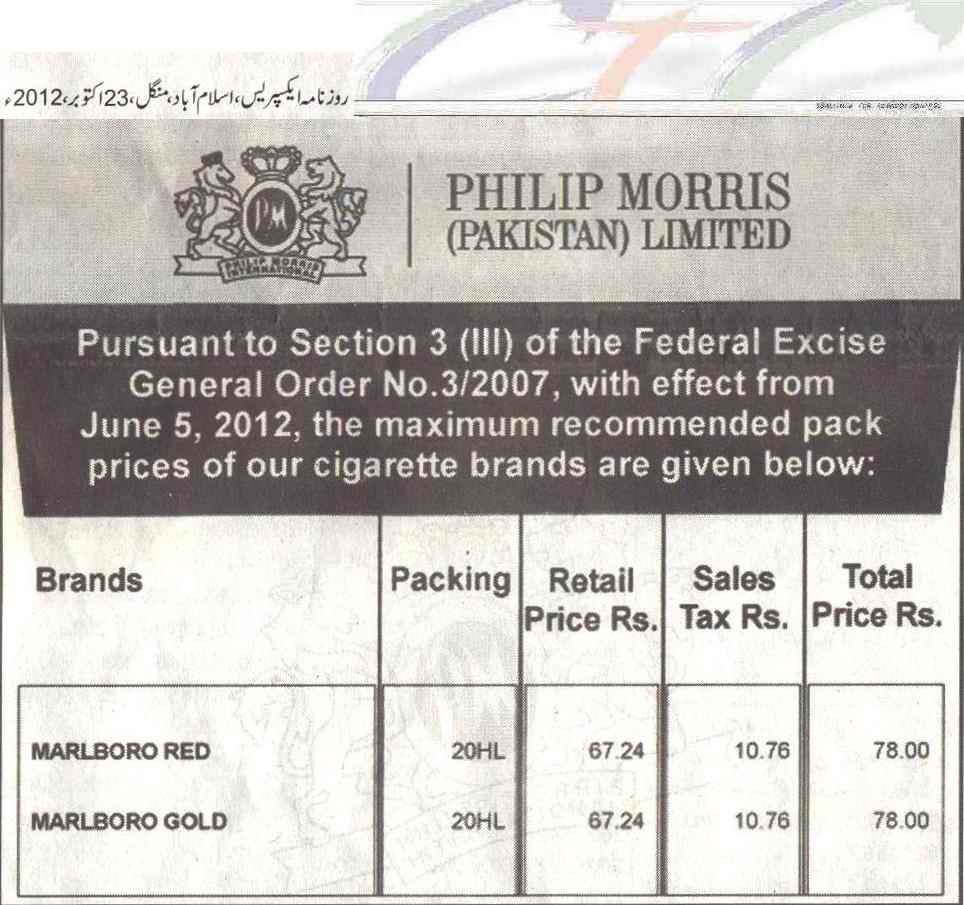 روزنامہ ایکسپریس، اسلام آباد، منگل، 23 اکتوبر، 2012ء
PM
PHILIP MORRIS
INTERNATIONAL
PHILIP MORRIS
(PAKISTAN) LIMITED
Pursuant to Section 3 (III) of the Federal Excise
General Order No.3/2007, with effect from
June 5, 2012, the maximum recommended pack
prices of our cigarette brands are given below:
Brands Packing Retail Price Rs. Sales Tax Rs. Total Price Rs.
MARLBORO RED 20HL 67.24 10.76 78.00
MARLBORO GOLD 20HL 67.24 10.76 78.00